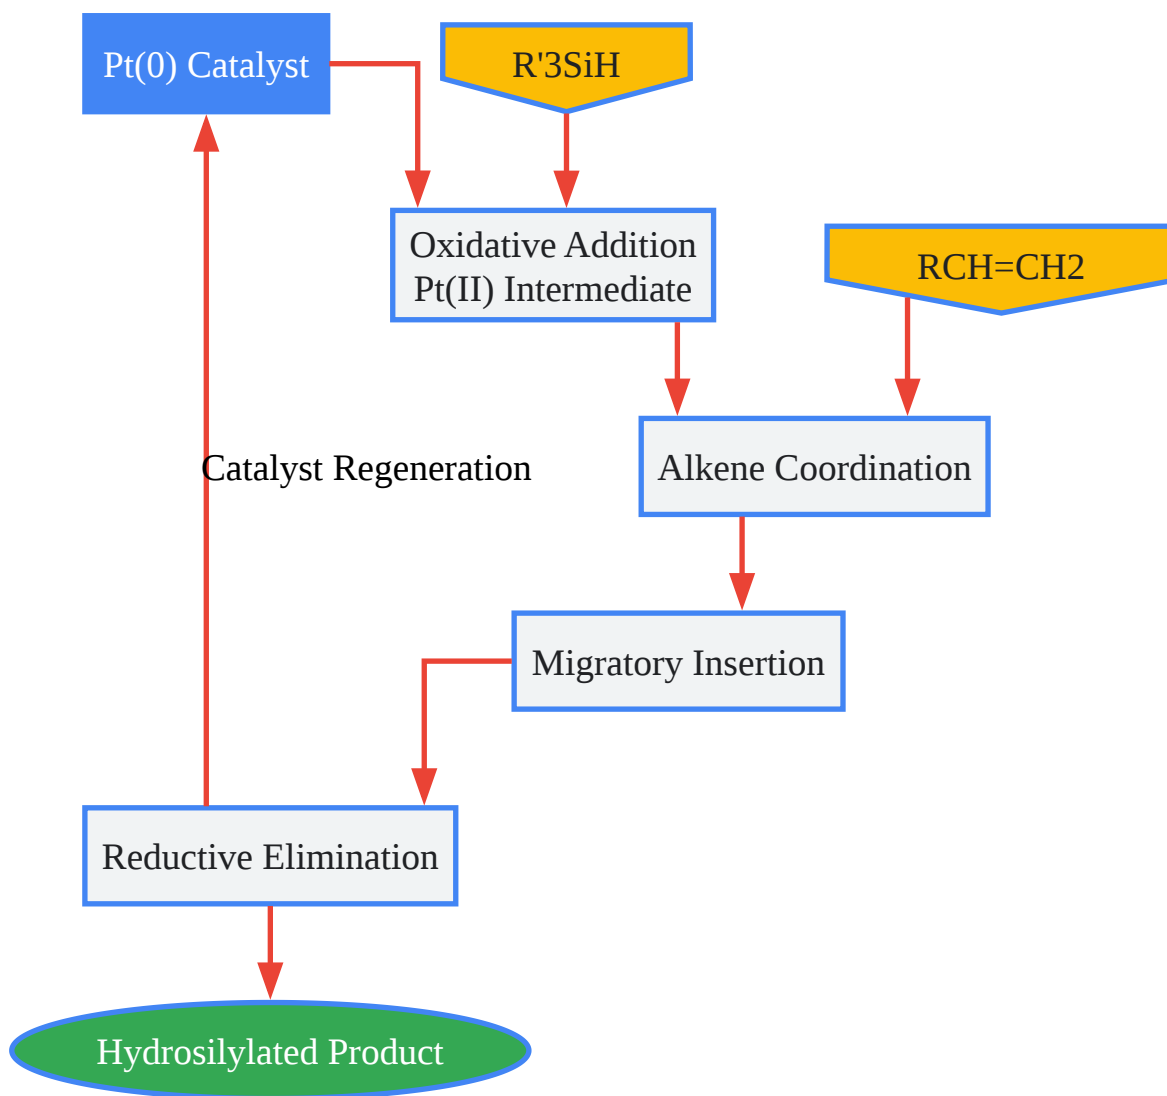 Pt(0) Catalyst
R'3SiH
Oxidative Addition
Pt(II) Intermediate
RCH=CH2
Catalyst Regeneration
Alkene Coordination
Migratory Insertion
Reductive Elimination
Hydrosilylated Product